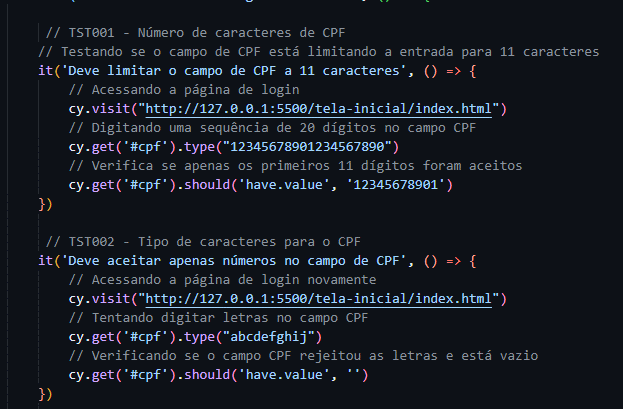 // TST001 - Número de caracteres de CPF
// Testando se o campo de CPF está limitando a entrada para 11 caracteres
it('Deve limitar o campo de CPF a 11 caracteres', () => {
// Acessando a página de login
cy.visit("http://127.0.0.1:5500/tela-inicial/index.html")
// Digitando uma sequência de 20 dígitos no campo CPF
cy.get('#cpf').type("12345678901234567890")
// Verifica se apenas os primeiros 11 dígitos foram aceitos
cy.get('#cpf').should('have.value', '12345678901')
})
// TST002 - Tipo de caracteres para o CPF
it('Deve aceitar apenas números no campo de CPF', () => {
// Acessando a página de login novamente
cy.visit("http://127.0.0.1:5500/tela-inicial/index.html")
// Tentando digitar letras no campo CPF
cy.get('#cpf').type("abcdefghij")
// Verificando se o campo CPF rejeitou as letras e está vazio
cy.get('#cpf').should('have.value', '')
})